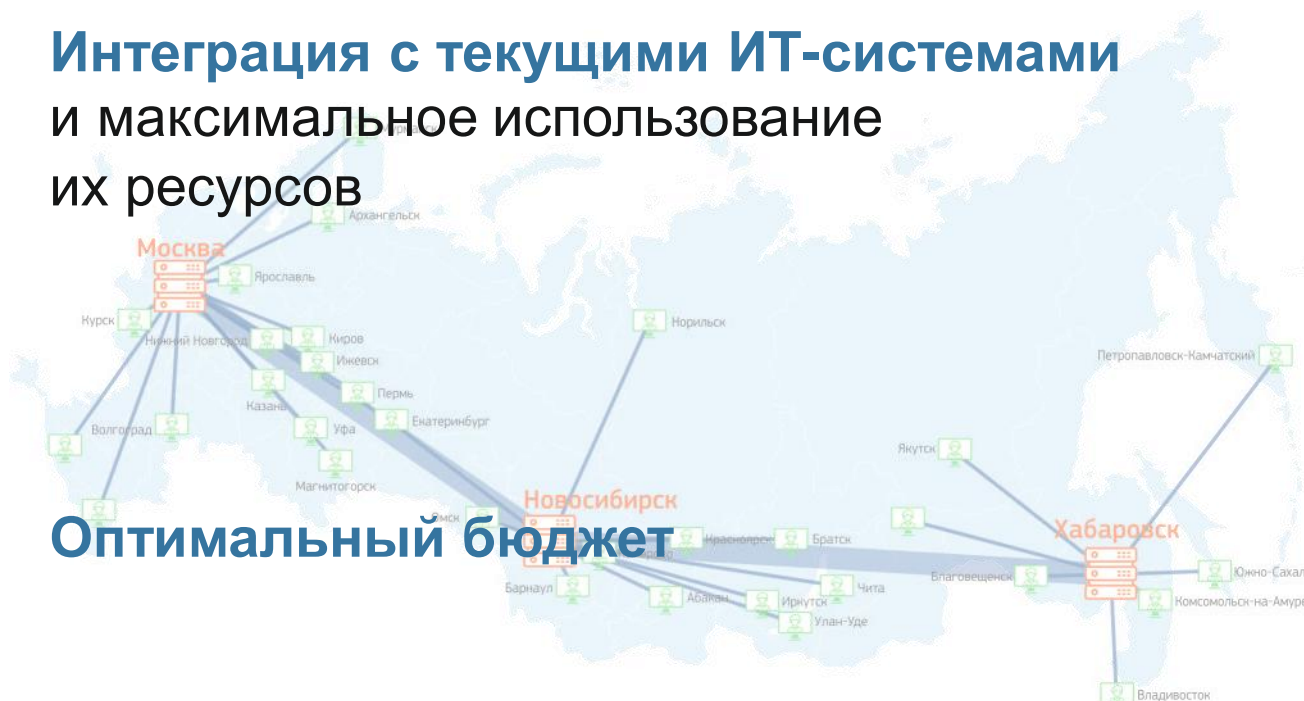 Интеграция с текущими ИТ-системами
и максимальное использование
их ресурсов
Архангельск
Москва
Ярославль
Курск
Норильск
Нижний Новгород
Киров
Петропавловск-Камчатский
Ижевск
Пермь
Казань
Екатеринбург
Волгоград
Уфа
Якутск
Магнитогорск
Новосибирск
Омск
Хабаровск
Оптимальный бюджет
Красноярск
Братск
Благовещенск
Южно-Сахал
Барнаул
Абакан
Иркутск
Чита
Комсомольск-на-Амуре
Улан-Уде
Владивосток